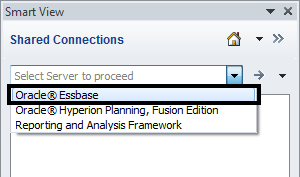 Smart View
Shared Connections
Select Server to proceed
Oracle® Essbase
Oracle® Hyperion Planning, Fusion Edition
Reporting and Analysis Framework